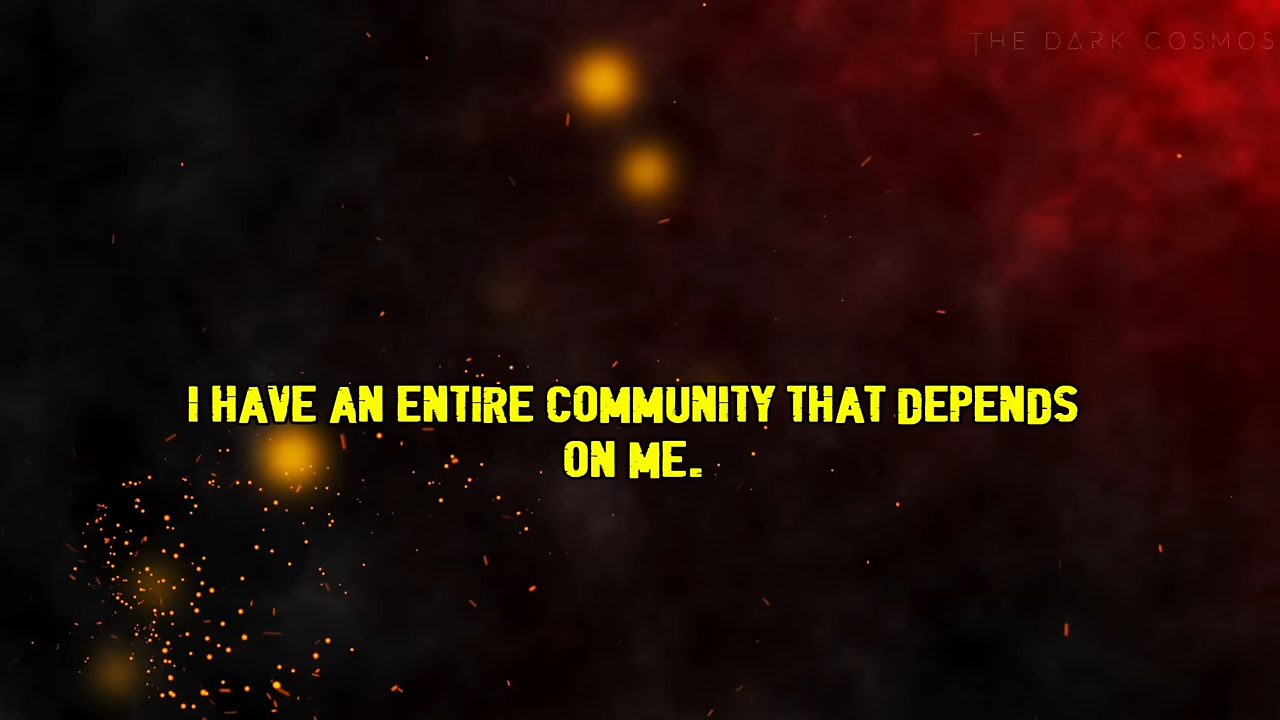 THE DARK COSMOS
I HAVE AN ENTIRE COMMUNITY THAT DEPENDS
ON ME.